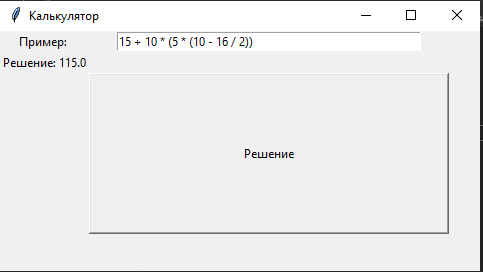 Калькулятор
Пример: 15 + 10 * (5 * (10 - 16 / 2))
Решение: 115.0
Решение